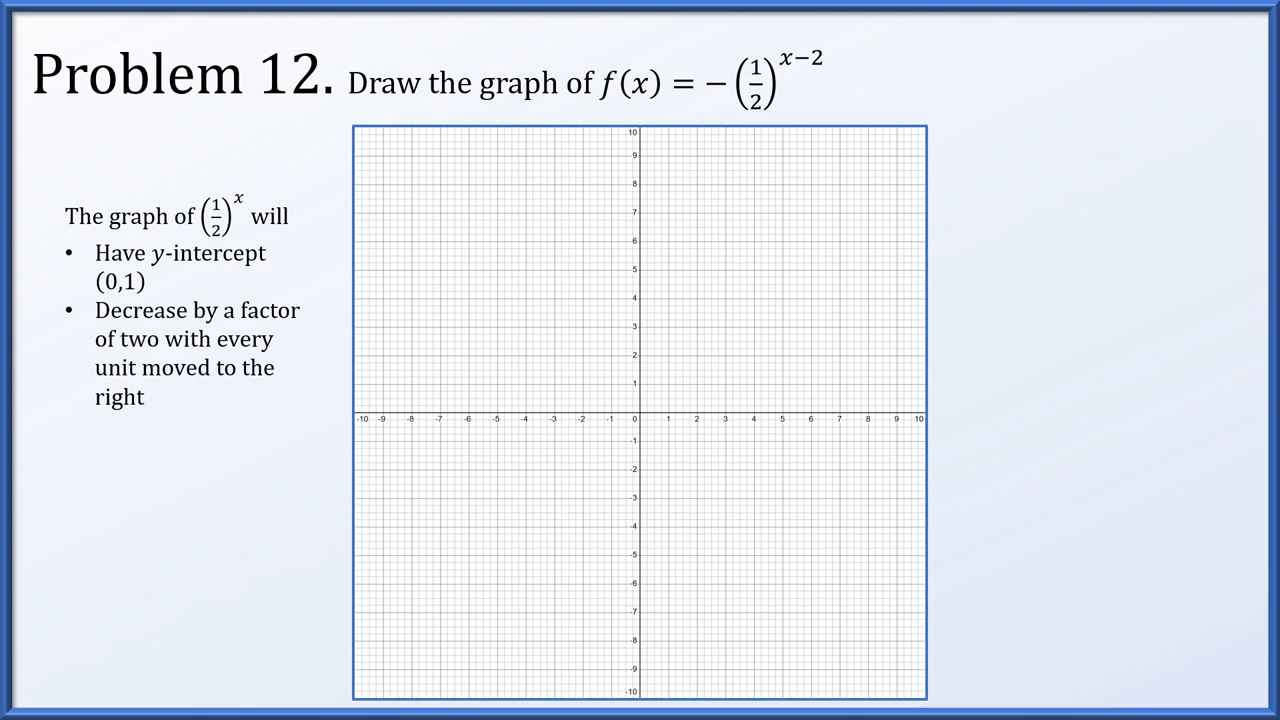 Problem 12. Draw the graph of f(x) = −(1/2)^(x−2)
The graph of (1/2)^x will
• Have y-intercept
(0,1)
• Decrease by a factor
of two with every
unit moved to the
right
10
9
8
7
6
5
4
3
2
1
-10 -9 -8 -7 -6 -5 -4 -3 -2 -1 0 1 2 3 4 5 6 7 8 9 10
-1
-2
-3
-4
-5
-6
-7
-8
-9
-10